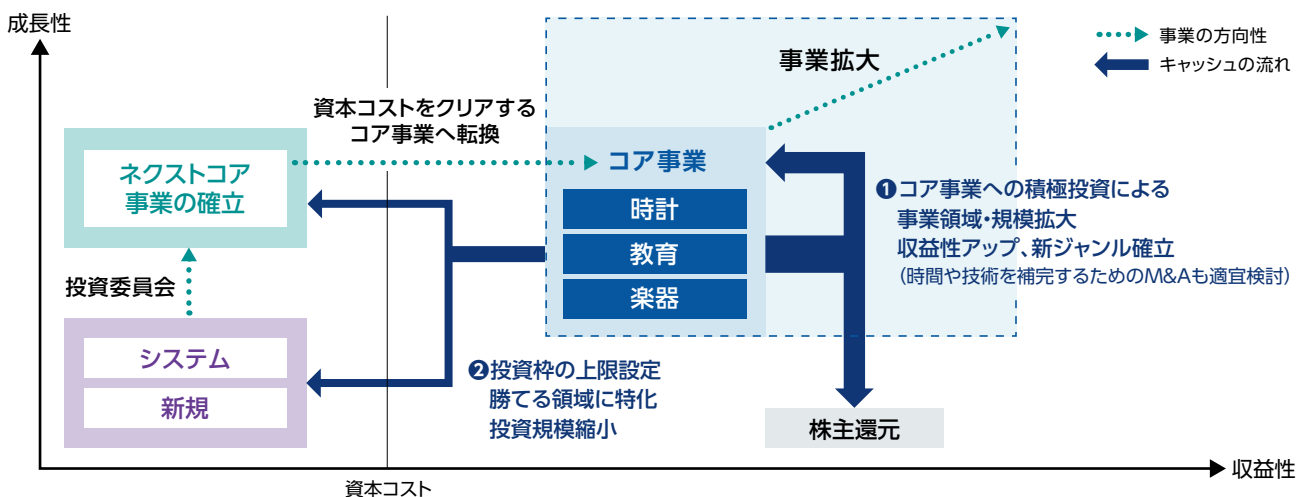 成長性
事業の方向性
キャッシュの流れ
事業拡大
資本コストをクリアする
コア事業へ転換
ネクストコア
事業の確立
コア事業
時計
教育
楽器
❶コア事業への積極投資による
事業領域・規模拡大
収益性アップ、新ジャンル確立
（時間や技術を補完するためのM&Aも適宜検討）
投資委員会
システム
新規
❷投資枠の上限設定
勝てる領域に特化
投資規模縮小
株主還元
収益性
資本コスト